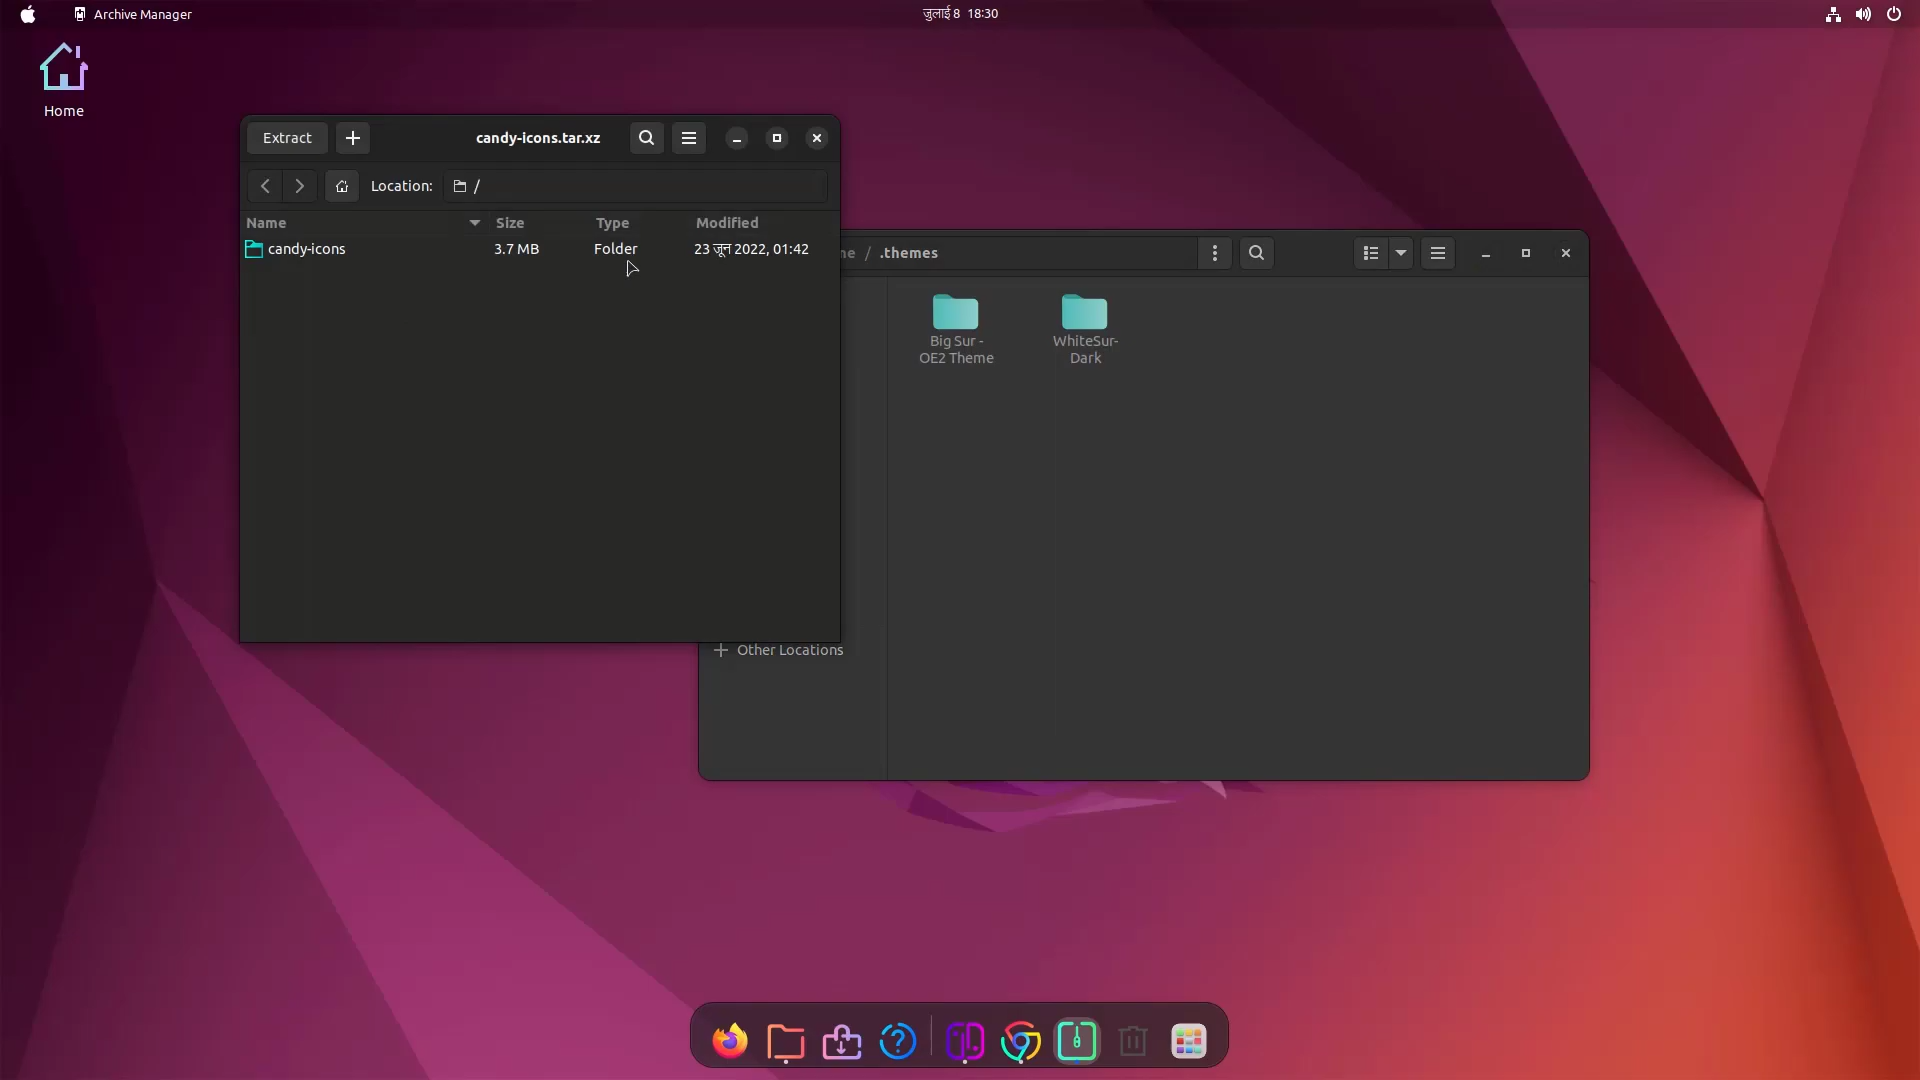 Archive Manager
जुलाई 8 18:30
Home
Extract
candy-icons.tar.xz
Location: /
Name Size Type Modified
candy-icons 3.7 MB Folder 23 जून 2022, 01:42
/ .themes
Big Sur -
OE2 Theme
WhiteSur-
Dark
Other Locations